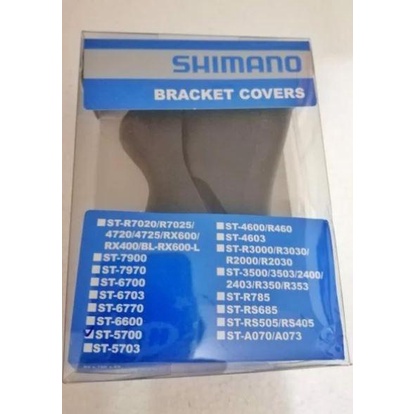 SHIMANO
BRACKET COVERS
ST-R7020/R7025/
4720/4725/RX600/
RX400/BL-RX600-L
ST-7900
ST-7970
ST-6700
ST-6703
ST-6770
ST-6600
ST-5700
ST-5703
ST-4600/R460
ST-4603
ST-R3000/R3030/
R2000/R2030
ST-3500/3503/2400/
2403/R350/R353
ST-R785
ST-RS685
ST-RS505/RS405
ST-A070/A073